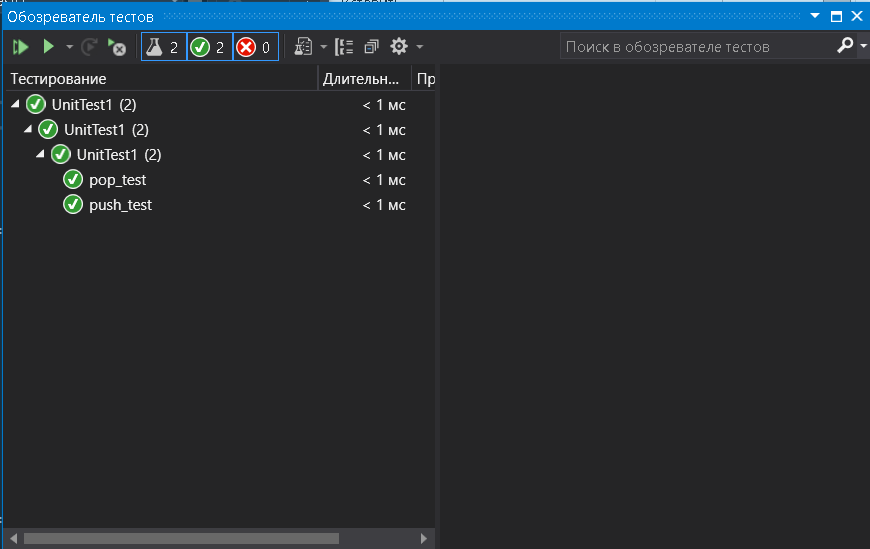 Обозреватель тестов
2 2 0
Поиск в обозревателе тестов
Тестирование Длительн... Пр
UnitTest1 (2) < 1 мс
UnitTest1 (2) < 1 мс
UnitTest1 (2) < 1 мс
pop_test < 1 мс
push_test < 1 мс